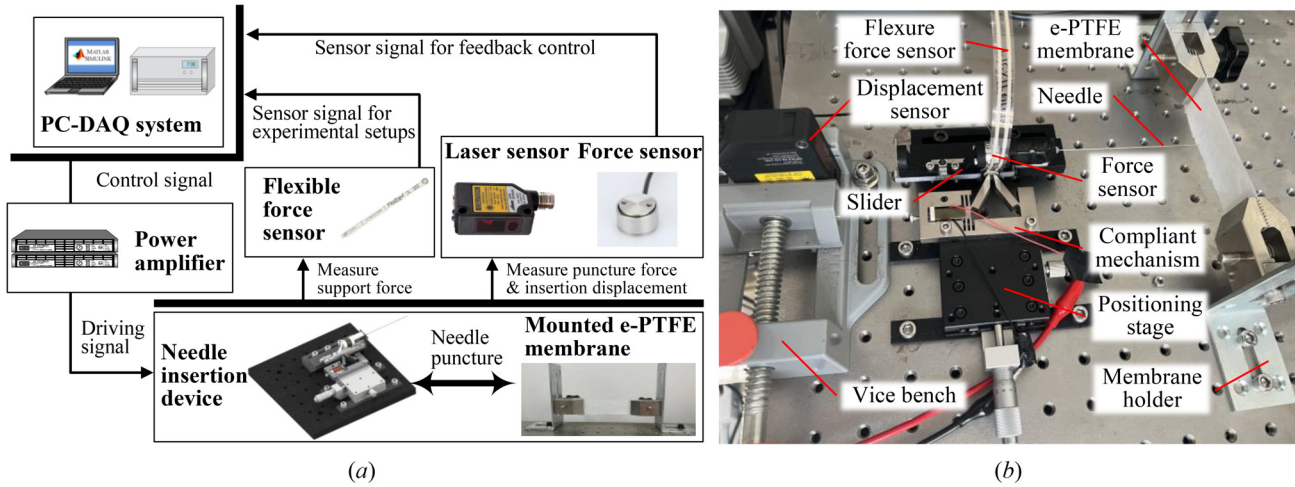 Sensor signal for feedback control
MATLAB
SIMULINK
PC-DAQ system
Sensor signal for
experimental setups
Control signal
Laser sensor Force sensor
Flexible
force
sensor
Power
amplifier
Measure
support force
Measure puncture force
& insertion displacement
Driving
signal
Needle
insertion
device
Needle
puncture
Mounted e-PTFE
membrane
(a)
Flexure
force sensor
e-PTFE
membrane
Displacement
sensor
Needle
Force
sensor
Slider
Compliant
mechanism
Positioning
stage
Vice bench
Membrane
holder
(b)